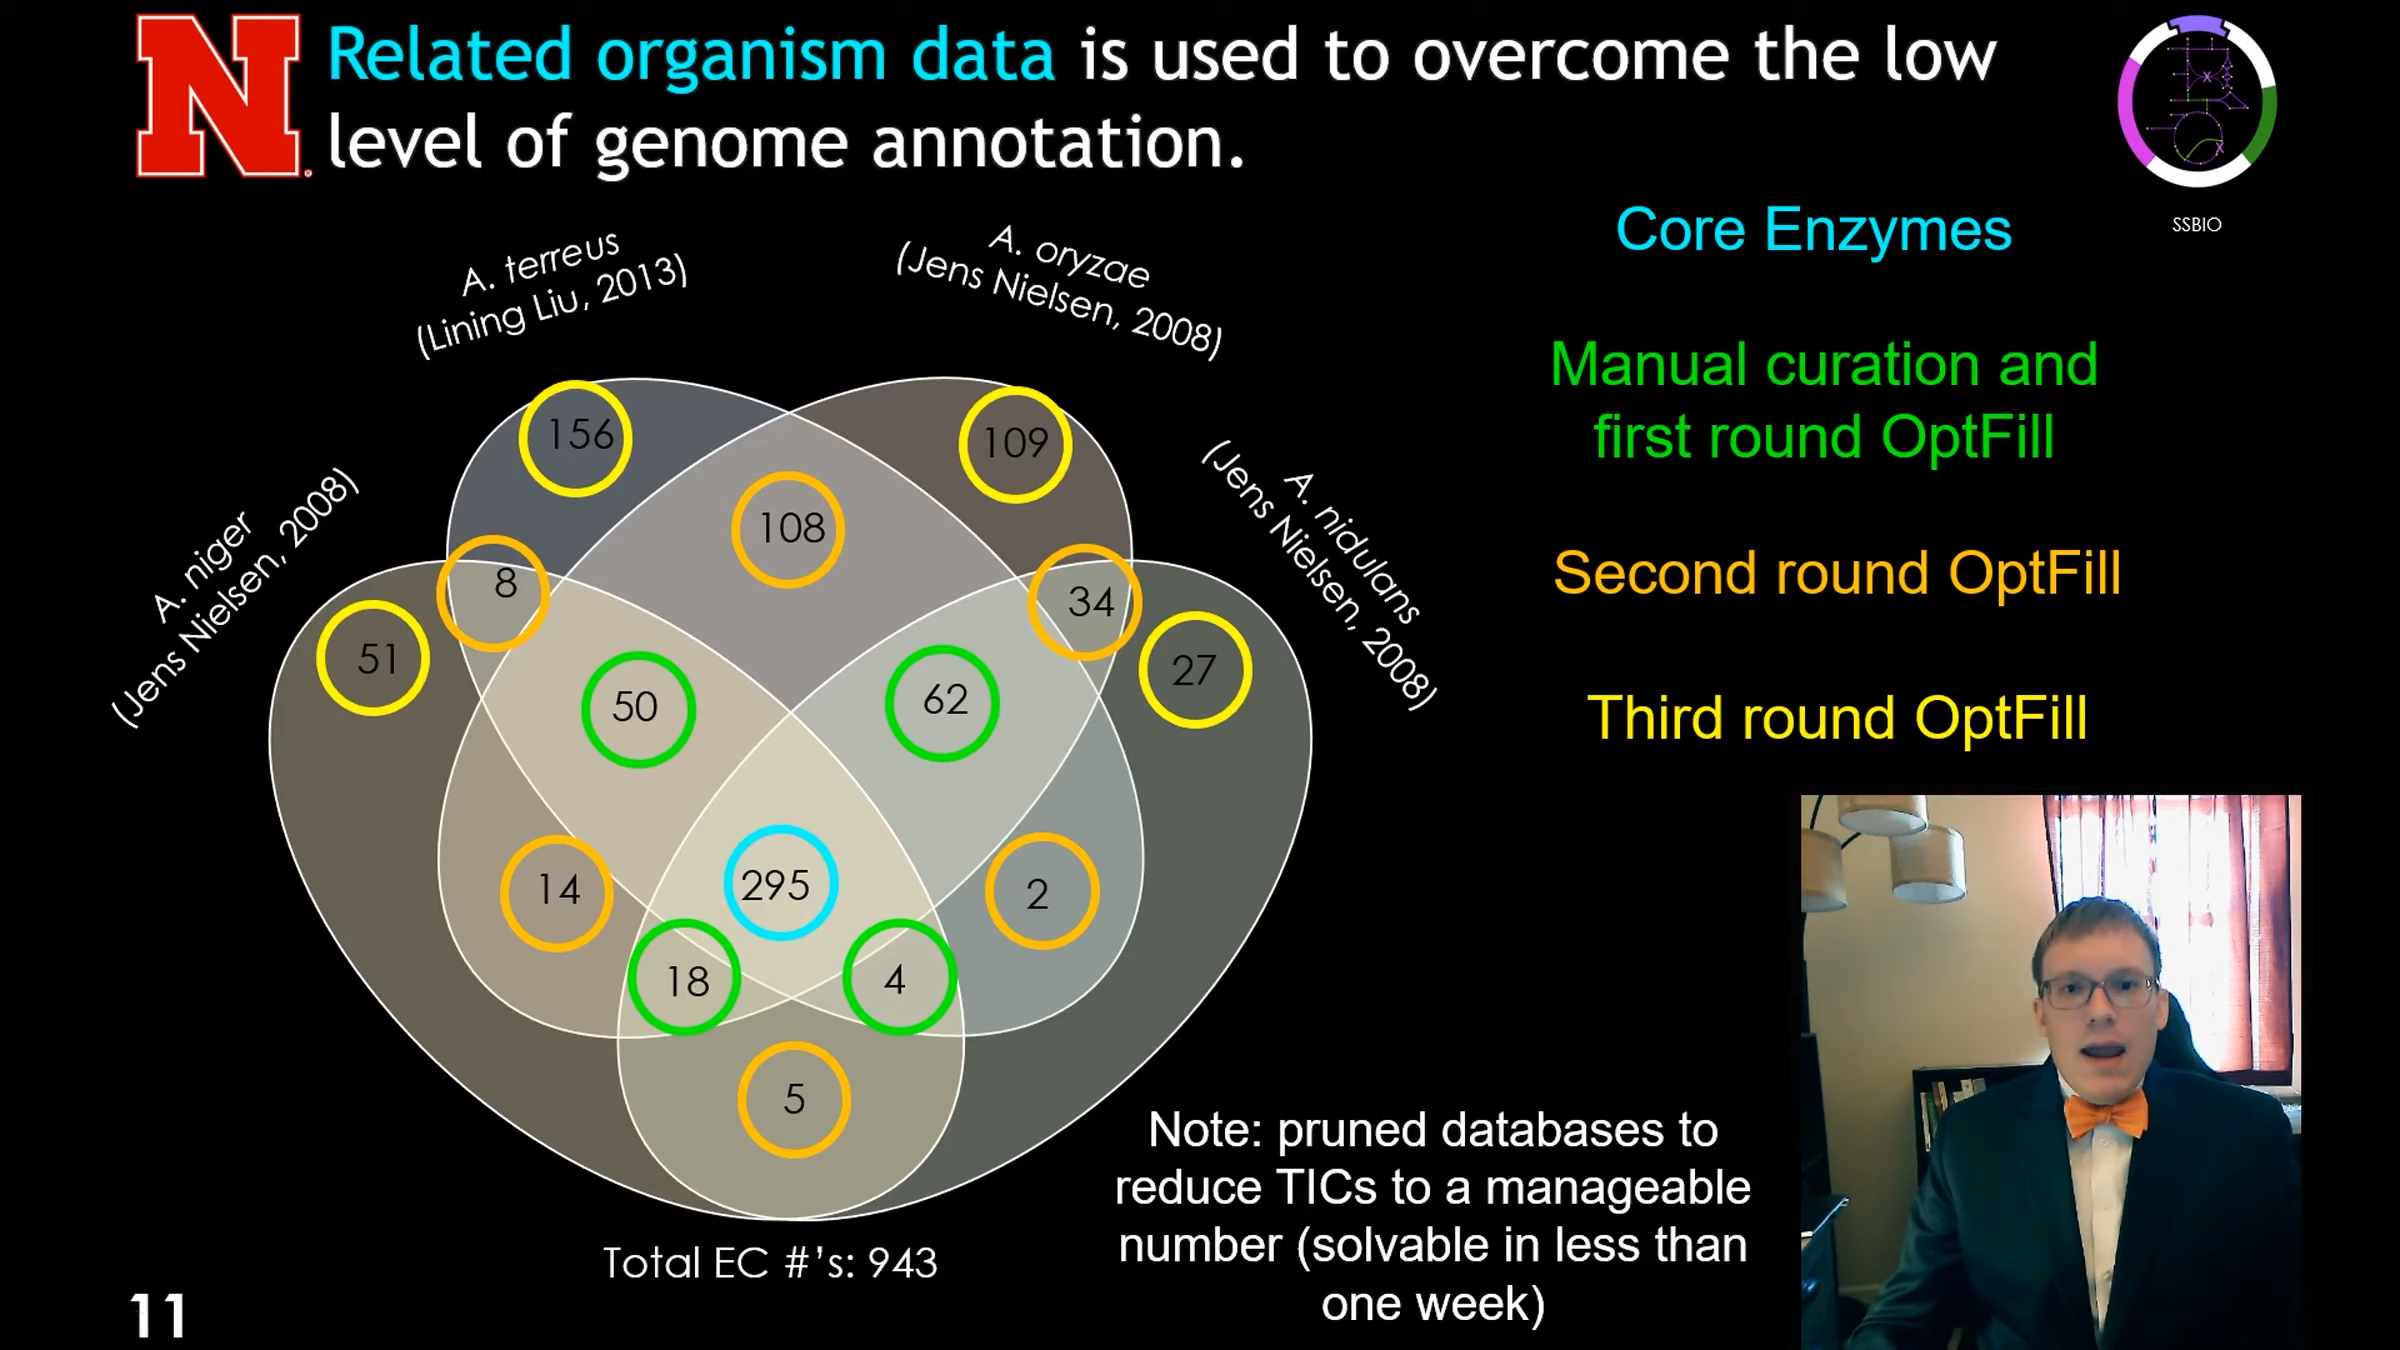 N
Related organism data is used to overcome the low
level of genome annotation.
SSBIO
A. terreus
(Lining Liu, 2013)
A. oryzae
(Jens Nielsen, 2008)
A. niger
(Jens Nielsen, 2008)
A. nidulans
(Jens Nielsen, 2008)
156
109
108
8
34
51
27
50
62
14
295
2
18
4
5
Total EC #’s: 943
Core Enzymes
Manual curation and
first round OptFill
Second round OptFill
Third round OptFill
Note: pruned databases to
reduce TICs to a manageable
number (solvable in less than
one week)
11